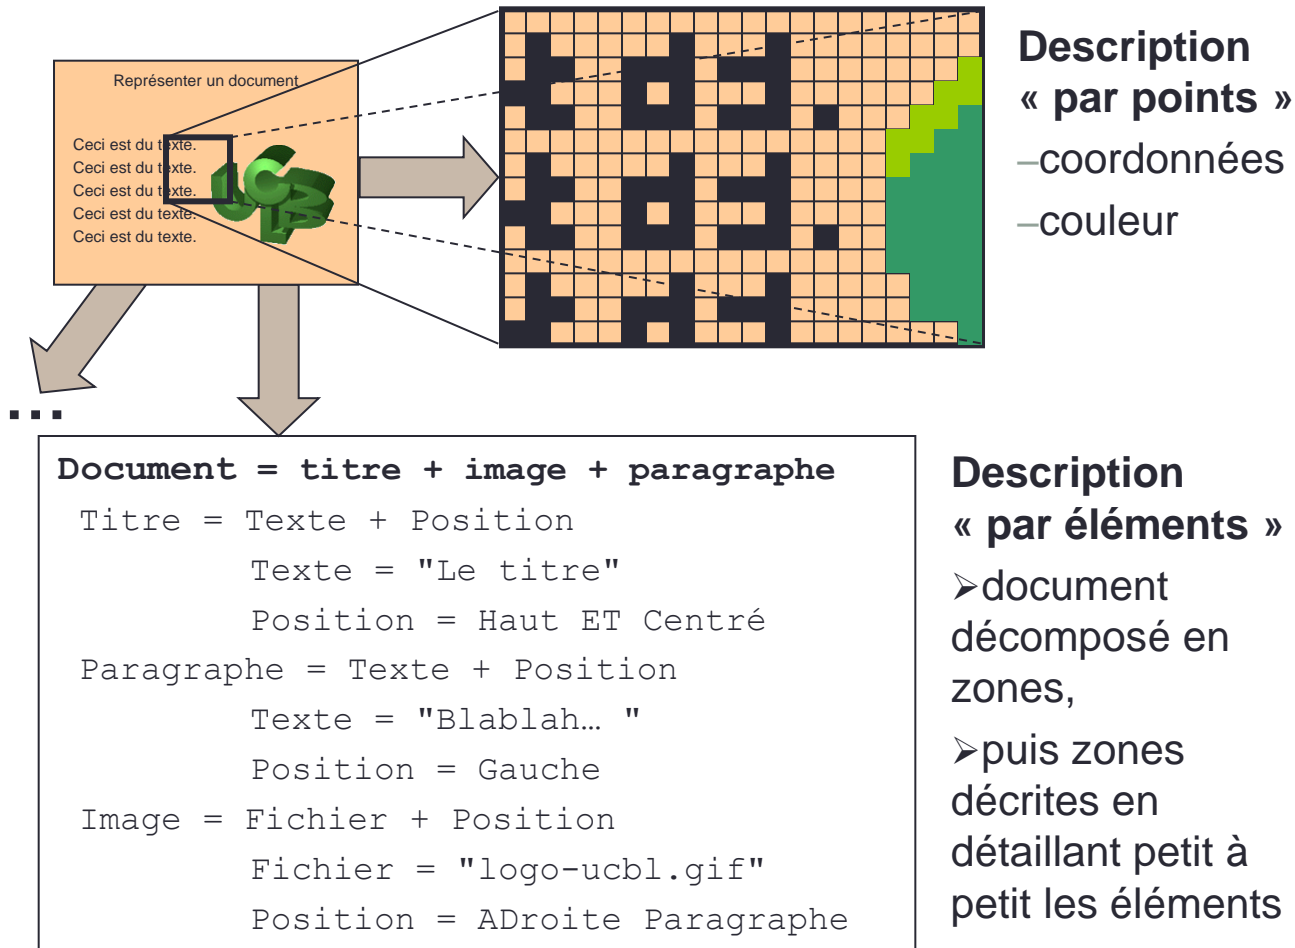 Représenter un document
Ceci est du texte.
Ceci est du texte.
Ceci est du texte.
Ceci est du texte.
Ceci est du texte.
Description
« par points »
–coordonnées
–couleur
...
Document = titre + image + paragraphe
Titre = Texte + Position
Texte = "Le titre"
Position = Haut ET Centré
Paragraphe = Texte + Position
Texte = "Blablah… "
Position = Gauche
Image = Fichier + Position
Fichier = "logo-ucbl.gif"
Position = ADroite Paragraphe
Description
« par éléments »
➢document
décomposé en
zones,
➢puis zones
décrites en
détaillant petit à
petit les éléments